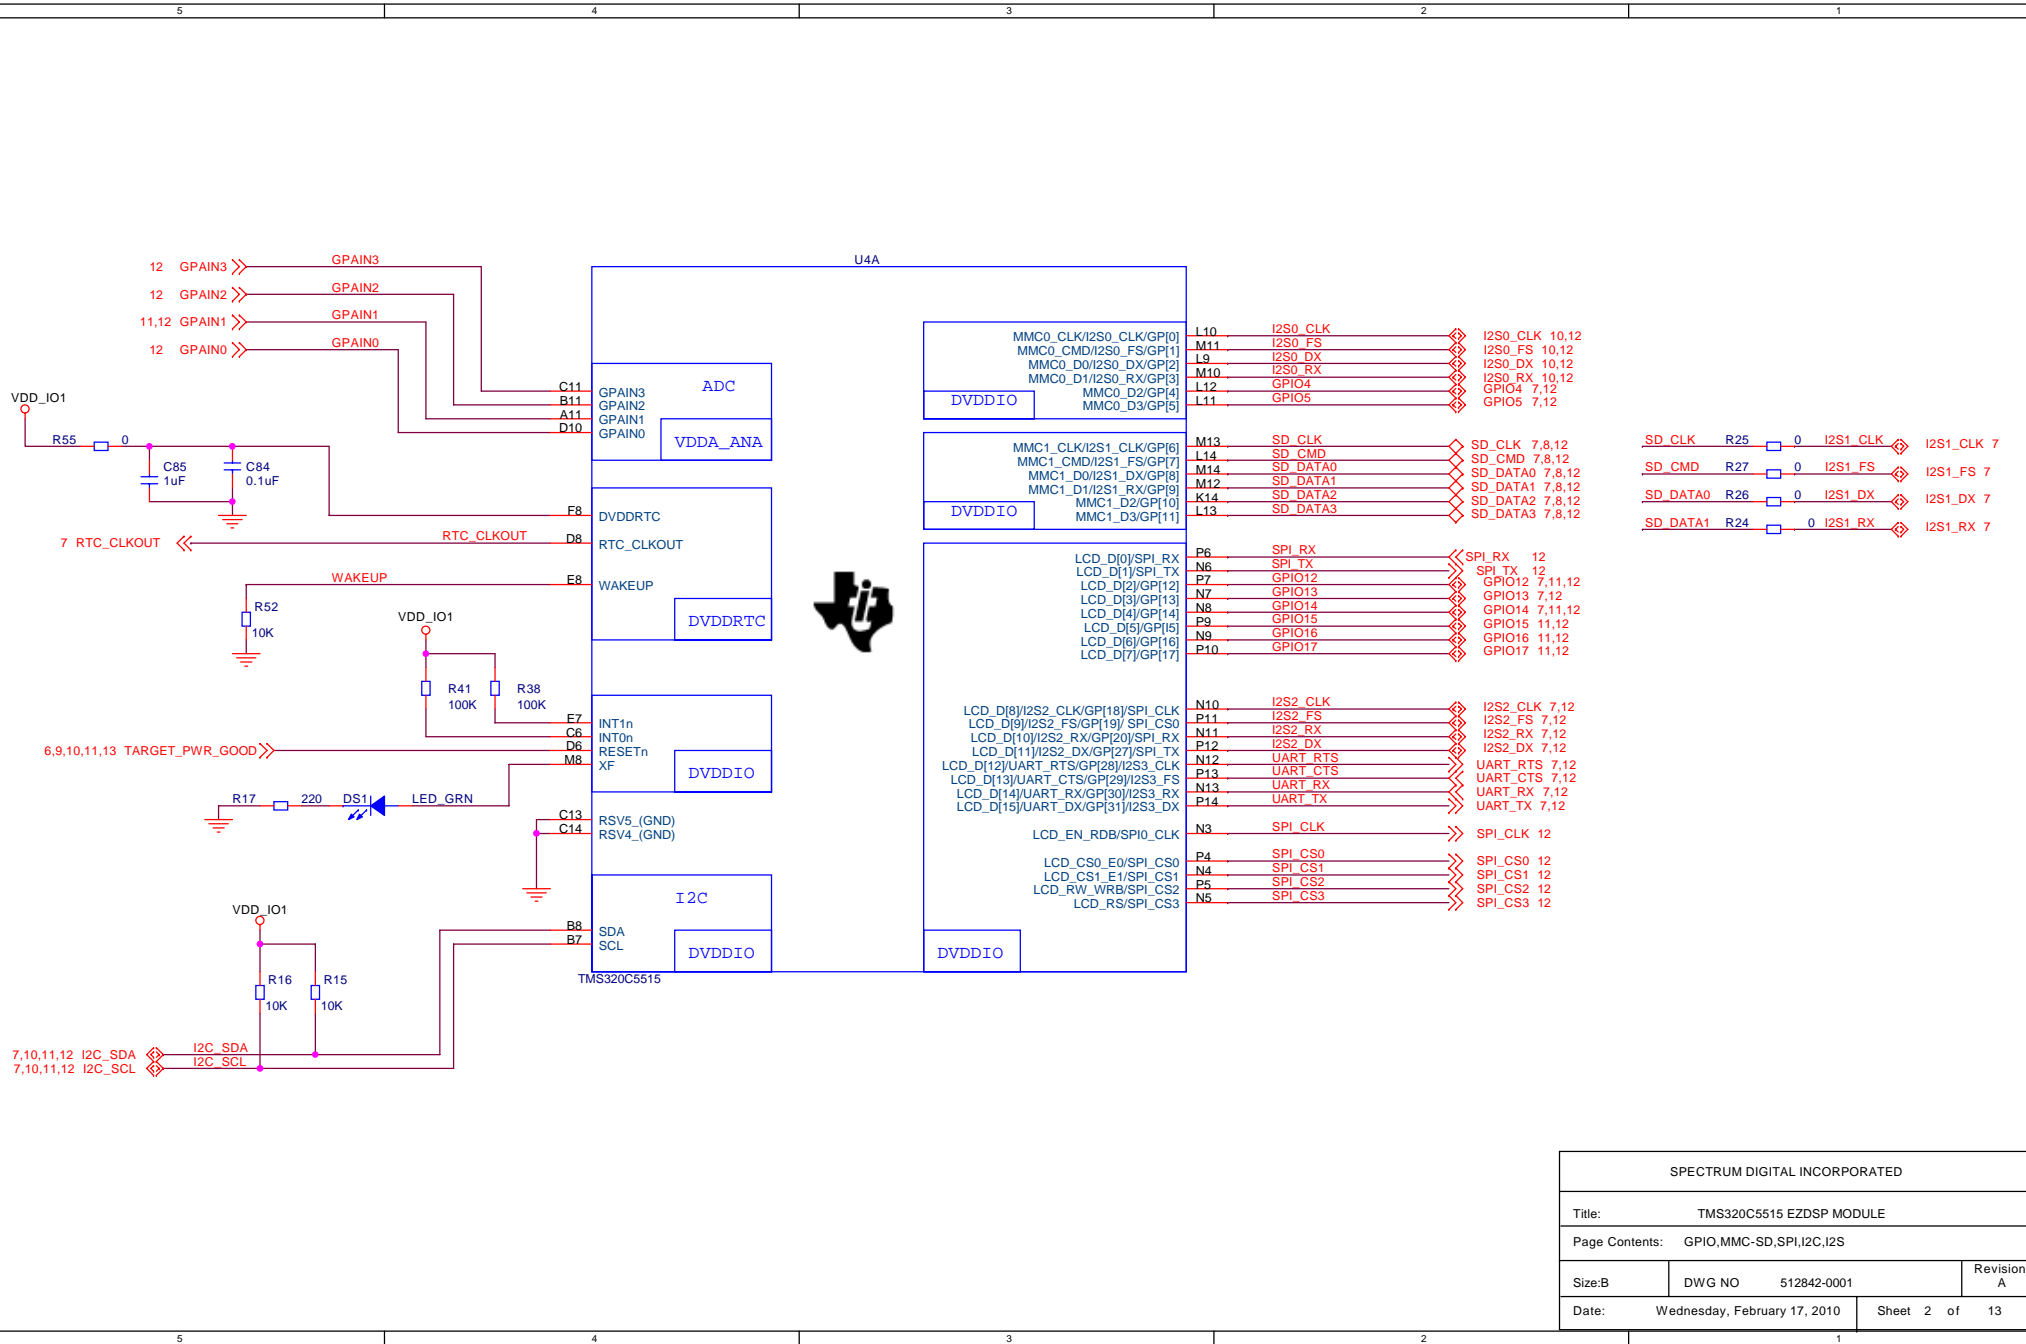 5 4 3 2 1
U4A
12 GPAIN3 GPAIN3
12 GPAIN2 GPAIN2
11,12 GPAIN1 GPAIN1
12 GPAIN0 GPAIN0
C11 GPAIN3
B11 GPAIN2
A11 GPAIN1
D10 GPAIN0
ADC
VDDA_ANA
VDD_IO1
R55 0
C85
1uF
C84
0.1uF
F8 DVDDRTC
7 RTC_CLKOUT RTC_CLKOUT D8 RTC_CLKOUT
WAKEUP E8 WAKEUP
DVDDRTC
R52
10K
VDD_IO1
R41
100K
R38
100K
E7 INT1n
C6 INT0n
6,9,10,11,13 TARGET_PWR_GOOD D6 RESETn
M8 XF
DVDDIO
R17 220 DS1 LED_GRN
C13 RSV5_(GND)
C14 RSV4_(GND)
I2C
VDD_IO1
B8 SDA
B7 SCL
DVDDIO
TMS320C5515
R16
10K
R15
10K
7,10,11,12 I2C_SDA I2C_SDA
7,10,11,12 I2C_SCL I2C_SCL
MMC0_CLK/I2S0_CLK/GP[0] L10 I2S0_CLK I2S0_CLK 10,12
MMC0_CMD/I2S0_FS/GP[1] M11 I2S0_FS I2S0_FS 10,12
MMC0_D0/I2S0_DX/GP[2] L9 I2S0_DX I2S0_DX 10,12
MMC0_D1/I2S0_RX/GP[3] M10 I2S0_RX I2S0_RX 10,12
MMC0_D2/GP[4] L12 GPIO4 GPIO4 7,12
MMC0_D3/GP[5] L11 GPIO5 GPIO5 7,12
DVDDIO
MMC1_CLK/I2S1_CLK/GP[6] M13 SD_CLK SD_CLK 7,8,12
MMC1_CMD/I2S1_FS/GP[7] L14 SD_CMD SD_CMD 7,8,12
MMC1_D0/I2S1_DX/GP[8] M14 SD_DATA0 SD_DATA0 7,8,12
MMC1_D1/I2S1_RX/GP[9] M12 SD_DATA1 SD_DATA1 7,8,12
MMC1_D2/GP[10] K14 SD_DATA2 SD_DATA2 7,8,12
MMC1_D3/GP[11] L13 SD_DATA3 SD_DATA3 7,8,12
DVDDIO
SD_CLK R25 0 I2S1_CLK I2S1_CLK 7
SD_CMD R27 0 I2S1_FS I2S1_FS 7
SD_DATA0 R26 0 I2S1_DX I2S1_DX 7
SD_DATA1 R24 0 I2S1_RX I2S1_RX 7
LCD_D[0]/SPI_RX P6 SPI_RX SPI_RX 12
LCD_D[1]/SPI_TX N6 SPI_TX SPI_TX 12
LCD_D[2]/GP[12] P7 GPIO12 GPIO12 7,11,12
LCD_D[3]/GP[13] N7 GPIO13 GPIO13 7,12
LCD_D[4]/GP[14] N8 GPIO14 GPIO14 7,11,12
LCD_D[5]/GP[I5] P9 GPIO15 GPIO15 11,12
LCD_D[6]/GP[16] N9 GPIO16 GPIO16 11,12
LCD_D[7]/GP[17] P10 GPIO17 GPIO17 11,12
LCD_D[8]/I2S2_CLK/GP[18]/SPI_CLK N10 I2S2_CLK I2S2_CLK 7,12
LCD_D[9]/I2S2_FS/GP[19]/ SPI_CS0 P11 I2S2_FS I2S2_FS 7,12
LCD_D[10]/I2S2_RX/GP[20]/SPI_RX N11 I2S2_RX I2S2_RX 7,12
LCD_D[11]/I2S2_DX/GP[27]/SPI_TX P12 I2S2_DX I2S2_DX 7,12
LCD_D[12]/UART_RTS/GP[28]/I2S3_CLK N12 UART_RTS UART_RTS 7,12
LCD_D[13]/UART_CTS/GP[29]/I2S3_FS P13 UART_CTS UART_CTS 7,12
LCD_D[14]/UART_RX/GP[30]/I2S3_RX N13 UART_RX UART_RX 7,12
LCD_D[15]/UART_DX/GP[31]/I2S3_DX P14 UART_TX UART_TX 7,12
LCD_EN_RDB/SPI0_CLK N3 SPI_CLK SPI_CLK 12
LCD_CS0_E0/SPI_CS0 P4 SPI_CS0 SPI_CS0 12
LCD_CS1_E1/SPI_CS1 N4 SPI_CS1 SPI_CS1 12
LCD_RW_WRB/SPI_CS2 P5 SPI_CS2 SPI_CS2 12
LCD_RS/SPI_CS3 N5 SPI_CS3 SPI_CS3 12
DVDDIO
SPECTRUM DIGITAL INCORPORATED
Title: TMS320C5515 EZDSP MODULE
Page Contents: GPIO,MMC-SD,SPI,I2C,I2S
Size:B DWG NO 512842-0001 Revision
A
Date: Wednesday, February 17, 2010 Sheet 2 of 13
5 4 3 2 1